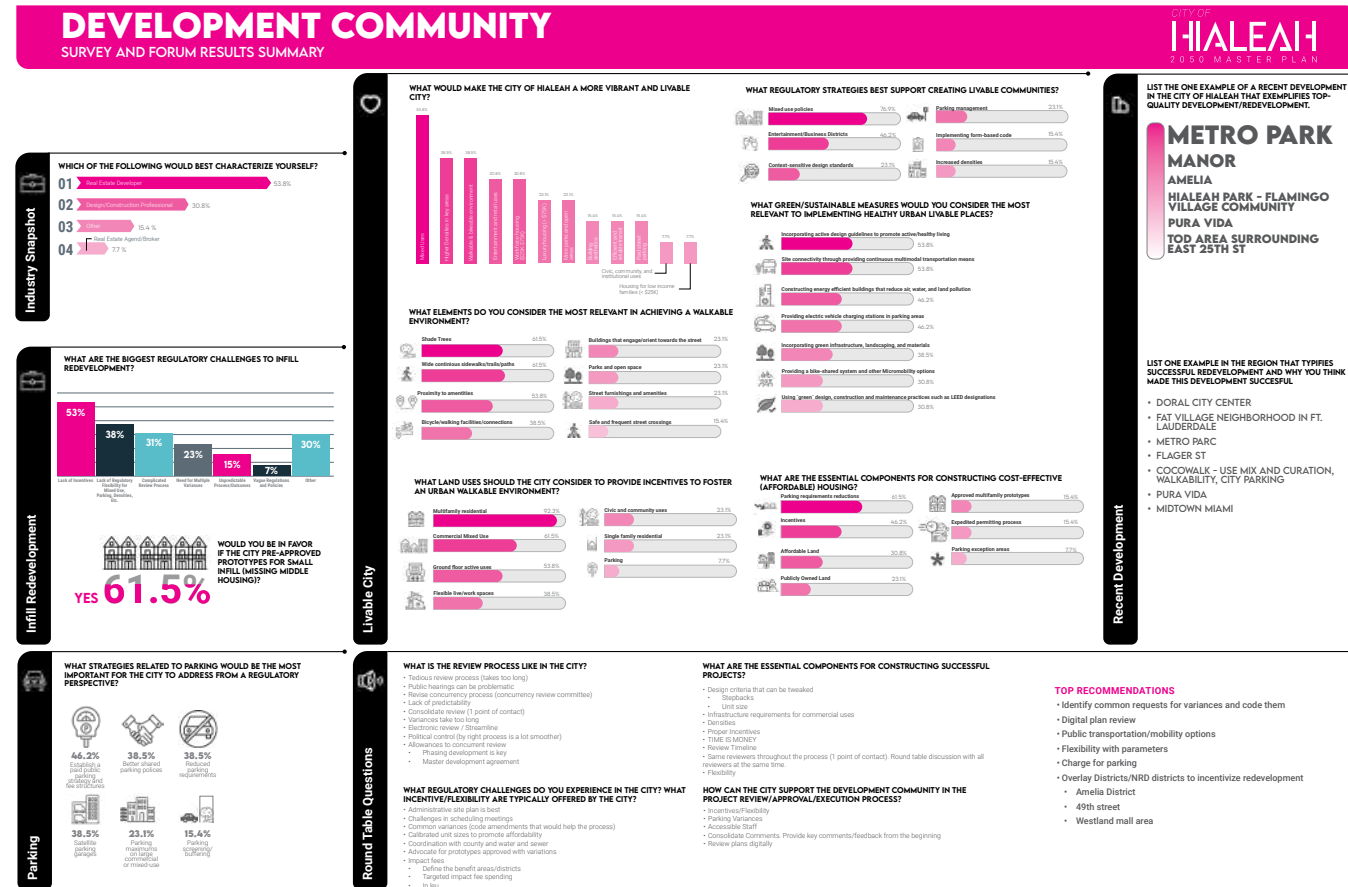 DEVELOPMENT COMMUNITY
SURVEY AND FORUM RESULTS SUMMARY
CITY OF
HIALEAH
2050 MASTER PLAN
Industry Snapshot
WHICH OF THE FOLLOWING WOULD BEST CHARACTERIZE YOURSELF?
01 Real Estate Developer 53.8%
02 Design/Construction Professional 30.8%
03 Other 15.4 %
Real Estate Agend/Broker
04 7.7 %
Infill Redevelopment
WHAT ARE THE BIGGEST REGULATORY CHALLENGES TO INFILL
REDEVELOPMENT?
53%
38%
31%
23%
15%
7%
30%
Lack of Incentives
Lack of Regulatory
Flexibility for
Mixed Use,
Parking, Densities,
Etc.
Complicated
Review Process
Need for Multiple
Variances
Unpredictable
Process/Outcomes
Vague Regulations
and Policies
Other
WOULD YOU BE IN FAVOR
IF THE CITY PRE-APPROVED
PROTOTYPES FOR SMALL
INFILL (MISSING MIDDLE
HOUSING)?
YES 61.5%
Livable City
WHAT WOULD MAKE THE CITY OF HIALEAH A MORE VIBRANT AND LIVABLE
CITY?
Mixed Uses
Higher Densities in key areas
Walkable & bikeable environment
Entertainment and retail uses
Workforce housing
Luxury housing (> $75K)
More parks and open
areas
7.7%
7.7%
Civic, community, and
institutional uses
Housing for low income
families (< $25K)
WHAT ELEMENTS DO YOU CONSIDER THE MOST RELEVANT IN ACHIEVING A WALKABLE
ENVIRONMENT?
Shade Trees 61.5%
Wide continious sidewalks/trails/paths 61.5%
Proximity to amentities 53.8%
Bicycle/walking facilities/connections 38.5%
Buildings that engage/orient towards the street 23.1%
Parks and open space 23.1%
Street furnishings and amenities 23.1%
Safe and frequent street crossings 15.4%
WHAT LAND USES SHOULD THE CITY CONSIDER TO PROVIDE INCENTIVES TO FOSTER
AN URBAN WALKABLE ENVIRONMENT?
Multifamily residential 92.3%
Commercial Mixed Use 61.5%
Ground floor active uses 53.8%
Flexible live/work spaces 38.5%
Civic and community uses 23.1%
Single family residential 23.1%
Parking 7.7%
WHAT REGULATORY STRATEGIES BEST SUPPORT CREATING LIVABLE COMMUNITIES?
Mixed use policies 76.9%
Entertainment/Business Districts 46.2%
Context-sensitive design standards 23.1%
Parking management 23.1%
Implementing form-based code 15.4%
Increased densities 15.4%
WHAT GREEN/SUSTAINABLE MEASURES WOULD YOU CONSIDER THE MOST
RELEVANT TO IMPLEMENTING HEALTHY URBAN LIVABLE PLACES?
Incorporating active design guidelines to promote active/healthy living
53.8%
Site connectivity through providing continuous multimodal transportation means
53.8%
Constructing energy efficient buildings that reduce air, water, and land pollution
46.2%
Providing electric vehicle charging stations in parking areas
46.2%
Incorporating green infrastructure, landscaping, and materials
38.5%
Providing a bike-shared system and other Micromobility options
30.8%
Using 'green' design, construction and maintenance practices such as LEED designations
30.8%
WHAT ARE THE ESSENTIAL COMPONENTS FOR CONSTRUCTING COST-EFFECTIVE
(AFFORDABLE) HOUSING?
Parking requirements reductions 61.5%
Incentives 46.2%
Affordable Land 30.8%
Publicly Owned Land 23.1%
Approved multifamily prototypes 15.4%
Expedited permitting process 15.4%
Parking exception areas 7.7%
Recent Development
LIST THE ONE EXAMPLE OF A RECENT DEVELOPMENT
IN THE CITY OF HIALEAH THAT EXEMPLIFIES TOP-
QUALITY DEVELOPMENT/REDEVELOPMENT.
METRO PARK
MANOR
AMELIA
HIALEAH PARK - FLAMINGO
VILLAGE COMMUNITY
PURA VIDA
TOD AREA SURROUNDING
EAST 25TH ST
LIST ONE EXAMPLE IN THE REGION THAT TYPIFIES
SUCCESSFUL REDEVELOPMENT AND WHY YOU THINK
MADE THIS DEVELOPMENT SUCCESFUL
• DORAL CITY CENTER
• FAT VILLAGE NEIGHBORHOOD IN FT.
LAUDERDALE
• METRO PARC
• FLAGER ST
• COCOWALK - USE MIX AND CURATION,
WALKABILITY, CITY PARKING
• PURA VIDA
• MIDTOWN MIAMI
Parking
WHAT STRATEGIES RELATED TO PARKING WOULD BE THE MOST
IMPORTANT FOR THE CITY TO ADDRESS FROM A REGULATORY
PERSPECTIVE?
46.2%
Establish a
paid public
parking
strategy and
fee structures
38.5%
Better shared
parking polices
38.5%
Reduced
parking
requirements
38.5%
Satellite
parking
garages
23.1%
Parking
maximums
on large
commercial
or mixed-use
15.4%
Parking
screening/
buffering
Round Table Questions
WHAT IS THE REVIEW PROCESS LIKE IN THE CITY?
• Tedious review process (takes too long)
• Public hearings can be problematic
• Revise concurrency process (concurrency review committee)
• Lack of predictability
• Consolidate review (1 point of contact)
• Variances take too long
• Electronic review / Streamline
• Political control (by right process is a lot smoother)
• Allowances to concurrent review
• Phasing development is key
• Master development agreement
WHAT REGULATORY CHALLENGES DO YOU EXPERIENCE IN THE CITY? WHAT
INCENTIVE/FLEXIBILITY ARE TYPICALLY OFFERED BY THE CITY?
• Administrative site plan is best
• Challenges in scheduling meetings
• Common variances (code amendments that would help the process)
• Calibrated unit sizes to promote affordability
• Coordination with county and water and sewer
• Advocate for prototypes approved with variations
• Impact fees
• Define the benefit areas/districts
• Targeted impact fee spending
• In leu
WHAT ARE THE ESSENTIAL COMPONENTS FOR CONSTRUCTING SUCCESSFUL
PROJECTS?
• Design criteria that can be tweaked
• Stepbacks
• Unit size
• Infrastructure requirements for commercial uses
• Densities
• Proper Incentives
• TIME IS MONEY
• Review Timeline
• Same reviewers throughout the process (1 point of contact). Round table discussion with all
reviewers at the same time.
• Flexibility
HOW CAN THE CITY SUPPORT THE DEVELOPMENT COMMUNITY IN THE
PROJECT REVIEW/APPROVAL/EXECUTION PROCESS?
• Incentives/Flexibility
• Parking Variances
• Accessible Staff
• Consolidate Comments. Provide key comments/feedback from the beginning
• Review plans digitally
TOP RECOMMENDATIONS
• Identify common requests for variances and code them
• Digital plan review
• Public transportation/mobility options
• Flexibility with parameters
• Charge for parking
• Overlay Districts/NRD districts to incentivize redevelopment
• Amelia District
• 49th street
• Westland mall area